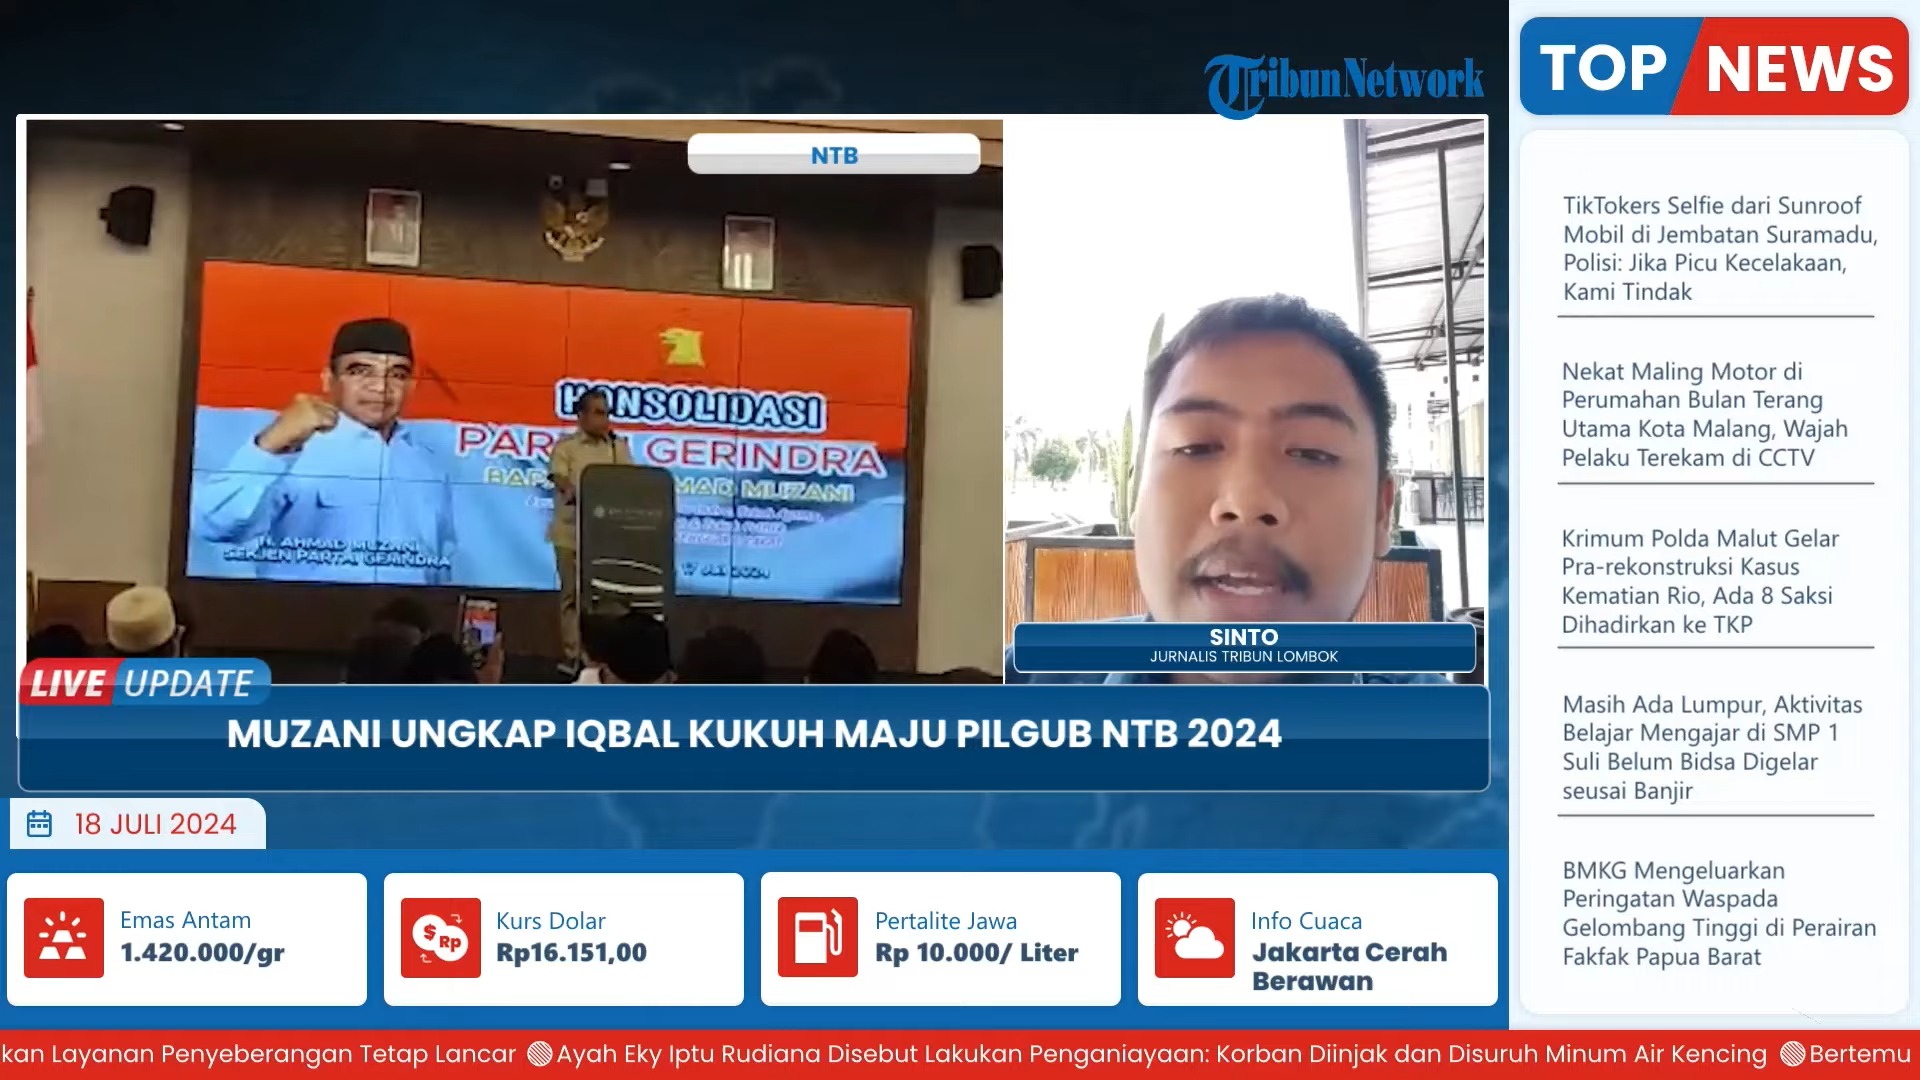 TribunNetwork
TOP NEWS
NTB
KONSOLIDASI
GERINDRA
MUZANI
H. AHMAD MUZANI
SEKJEN PARTAI GERINDRA
SINTO
JURNALIS TRIBUN LOMBOK
LIVE UPDATE
MUZANI UNGKAP IQBAL KUKUH MAJU PILGUB NTB 2024
18 JULI 2024
Emas Antam
1.420.000/gr
Kurs Dolar
Rp16.151,00
Pertalite Jawa
Rp 10.000/ Liter
Info Cuaca
Jakarta Cerah
Berawan
TikTokers Selfie dari Sunroof
Mobil di Jembatan Suramadu,
Polisi: Jika Picu Kecelakaan,
Kami Tindak
Nekat Maling Motor di
Perumahan Bulan Terang
Utama Kota Malang, Wajah
Pelaku Terekam di CCTV
Krimum Polda Malut Gelar
Pra-rekonstruksi Kasus
Kematian Rio, Ada 8 Saksi
Dihadirkan ke TKP
Masih Ada Lumpur, Aktivitas
Belajar Mengajar di SMP 1
Suli Belum Bidsa Digelar
seusai Banjir
BMKG Mengeluarkan
Peringatan Waspada
Gelombang Tinggi di Perairan
Fakfak Papua Barat
kan Layanan Penyeberangan Tetap Lancar Ayah Eky Iptu Rudiana Disebut Lakukan Penganiayaan: Korban Diinjak dan Disuruh Minum Air Kencing Bertemu